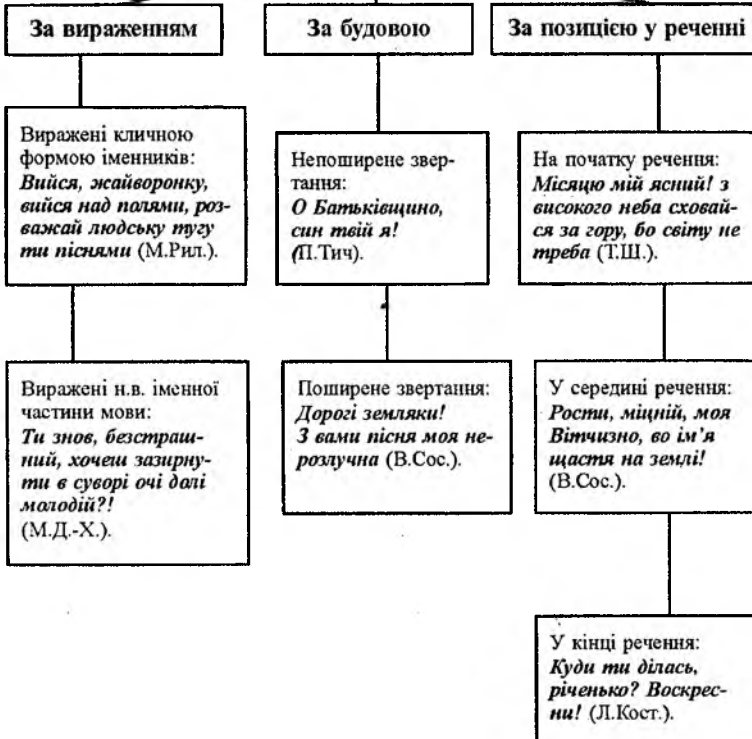 За вираженням
За будовою
За позицією у реченні
Виражені кличною
формою іменників:
Вийся, жайворонку,
вийся над полями, роз-
важай людську тугу
ти піснями (М.Рил.).
Непоширене звер-
тання:
О Батьківщино,
син твій я!
(П.Тич).
На початку речення:
Місяцю мій ясний! з
високого неба сховай-
ся за гору, бо світу не
треба (Т.Ш.).
Виражені н.в. іменної
частини мови:
Ти знов, безстраш-
ний, хочеш зазирну-
ти в суворі очі долі
молодій?!
(М.Д.-Х.).
Поширене звертання:
Дорогі земляки!
З вами пісня моя не-
розлучна (В.Сос.).
У середині речення:
Рости, міцній, моя
Вітчизно, во ім'я
щастя на землі!
(В.Сос.).
У кінці речення:
Куди ти ділась,
річенько? Воскрес-
ни! (Л.Кост.).